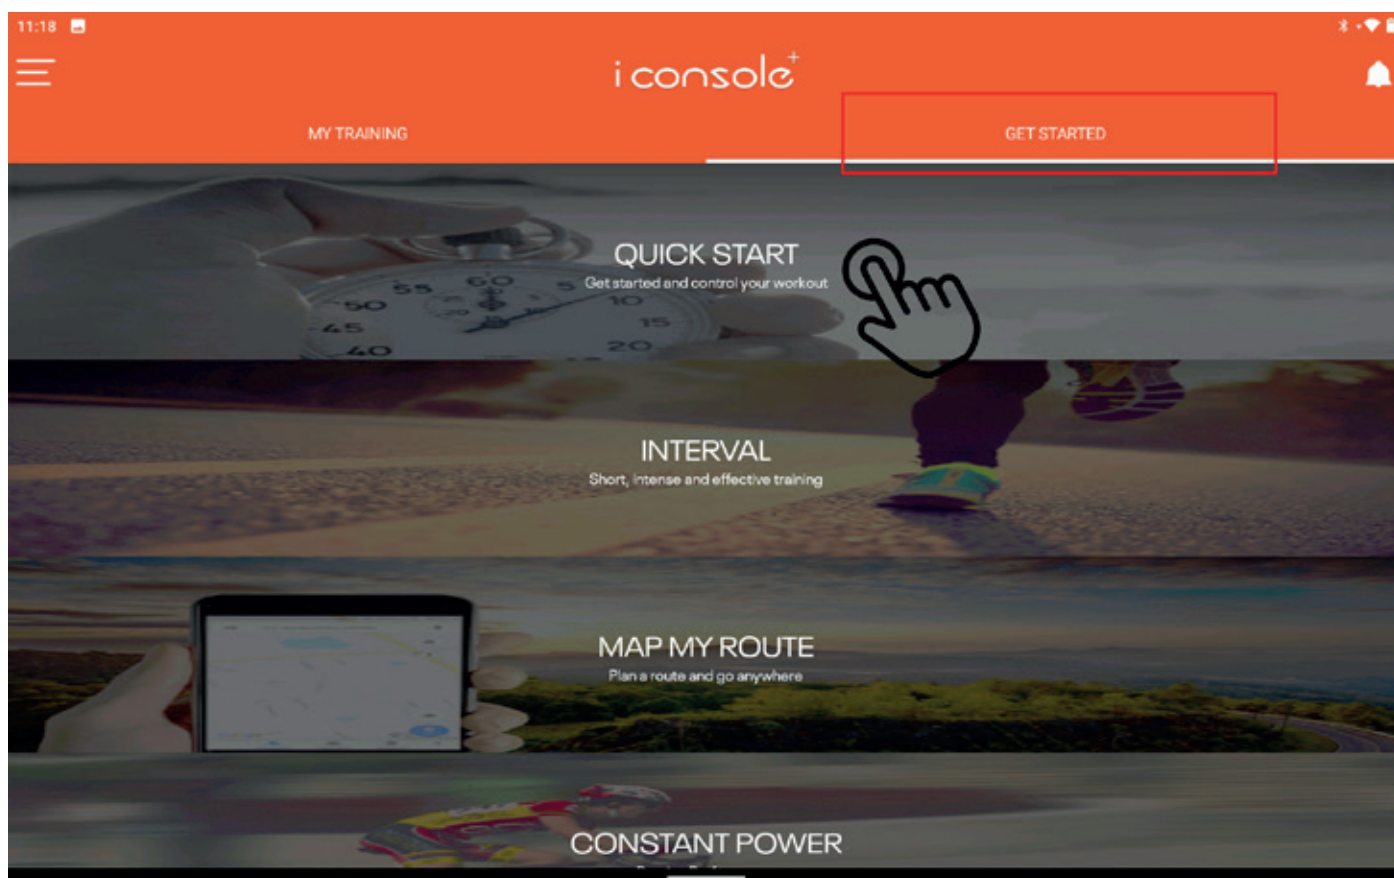 11:18
i console+
MY TRAINING
GET STARTED
QUICK START
Get started and control your workout
60
55
5
50
10
45
15
40
20
INTERVAL
Short, intense and effective training
MAP MY ROUTE
Plan a route and go anywhere
CONSTANT POWER